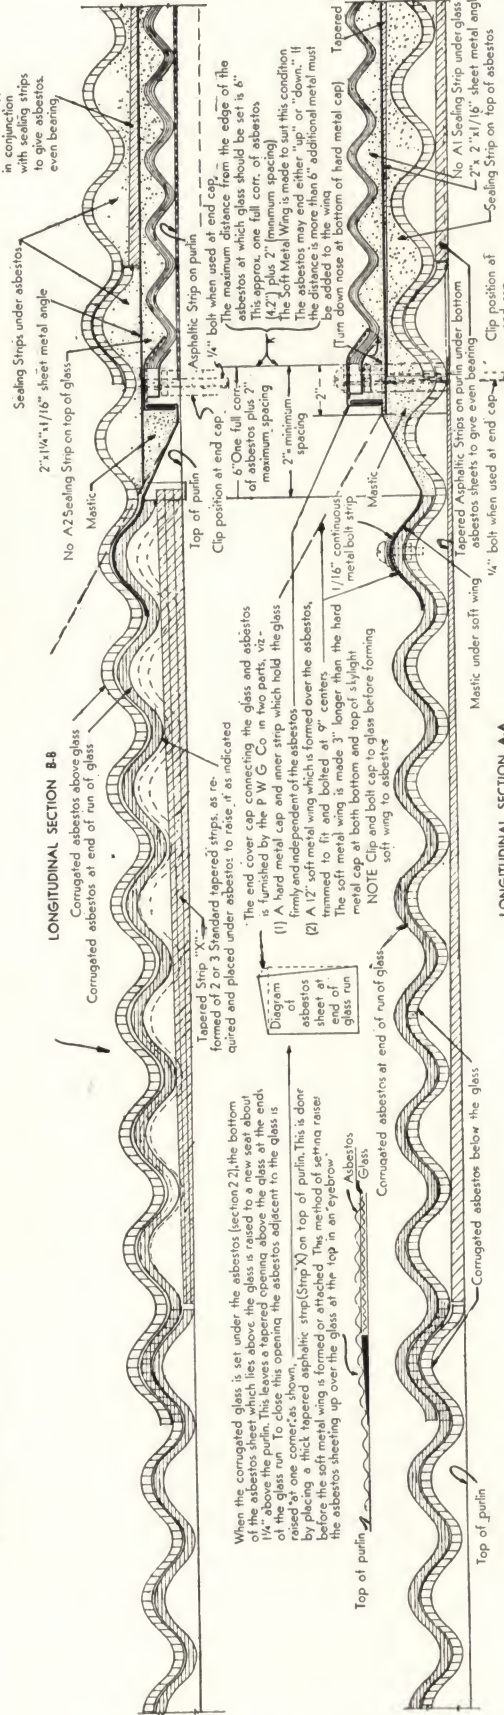 in conjunction
with sealing strips
to give asbestos.
even bearing
Sealing Strips under asbestos
2"x1¼"x1/16" sheet metal angle
No A2 Sealing Strip on top of glass
Mastic
LONGITUDINAL SECTION B-B
Corrugated asbestos above glass
Corrugated asbestos at end of run of glass
Tapered Strip "X"-
formed of 2 or 3 Standard tapered strips, as re-
quired and placed under asbestos to raise it as indicated
Top of purlin
Clip position at end cap
Asphaltic Strip on purlin
¼" bolt when used at end cap
The maximum distance from the edge of the
asbestos at which glass should be set is 6"
This approx. one full corr. of asbestos
(4.2") plus 2" (minimum spacing)
The Soft Metal Wing is made to suit this condition
The asbestos may end either "up" or "down." If
the distance is more than 6" additional metal must
be added to the wing
(Turn down nose at bottom of hard metal cap)
Tapered
6" One full corr.
of asbestos plus 2"
maximum spacing
2" = minimum
spacing
2"
The end cover cap connecting the glass and asbestos
is furnished by the P W G Co in two parts, viz -
(1) A hard metal cap and inner strip which hold the glass
firmly and independent of the asbestos
(2) A 12" soft metal wing which is formed over the asbestos,
trimmed to fit and bolted at 9" centers
The soft metal wing is made 3" longer than the hard
metal cap at both bottom and top of skylight
NOTE Clip and bolt cap to glass before forming
soft wing to asbestos
1/16" continuous
metal bolt strip
Mastic
Diagram
of
asbestos
sheet at
end of
glass run
When the corrugated glass is set under the asbestos (section 2 2), the bottom
of the asbestos sheet which lies above the glass is raised to a new seat about
1¼" above the purlin. This leaves a tapered opening above the glass at the ends
of the glass run To close this opening the asbestos adjacent to the glass is
raised at one corner, as shown,
by placing a thick tapered asphaltic strip (Strip X) on top of purlin. This is done
before the soft metal wing is formed or attached This method of setting raises
the asbestos sheeting up over the glass at the top in an "eyebrow"
Asbestos
Glass
Top of purlin
Corrugated asbestos at end of run of glass
Corrugated asbestos below the glass
Top of purlin
No A1 Sealing Strip under glass
2"x 2"x1/16" sheet metal ang
Sealing Strip on top of asbestos
Tapered Asphaltic Strips on purlin under bottom
asbestos sheets to give even bearing
Mastic under soft wing
¼" bolt when used at end cap
Clip position at
LONGITUDINAL SECTION A-A